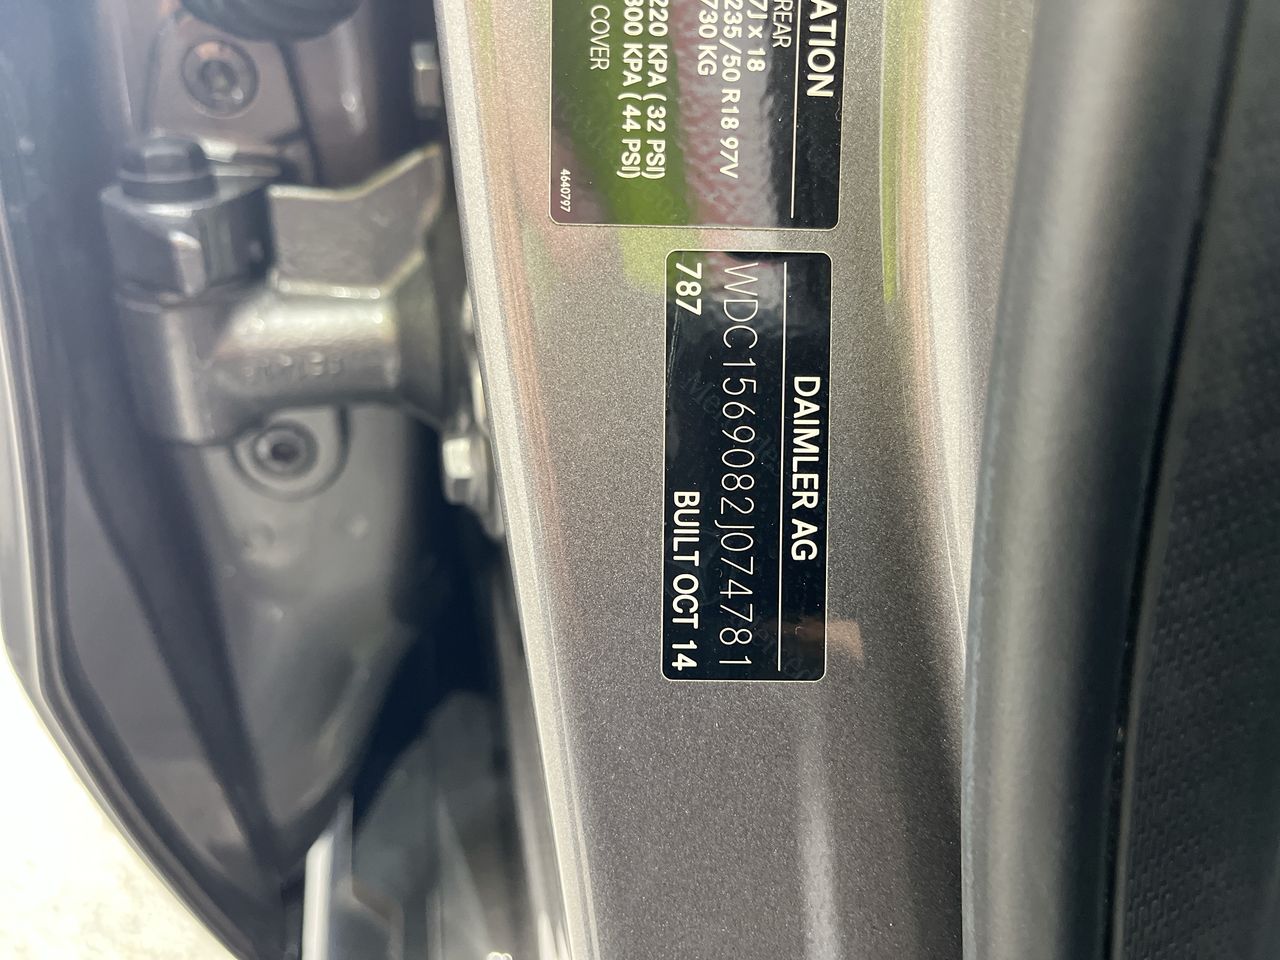 ATION
REAR
7J x 18
235/50 R18 97V
730 KG
220 KPA ( 32 PSI)
300 KPA ( 44 PSI)
COVER
4640797
DAIMLER AG
WDC1569082J074781
787 BUILT OCT 14